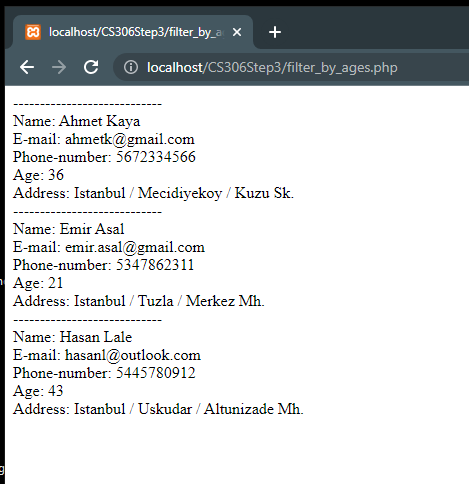 localhost/CS306Step3/filter_by_a
localhost/CS306Step3/filter_by_ages.php
----------------------------
Name: Ahmet Kaya
E-mail: ahmetk@gmail.com
Phone-number: 5672334566
Age: 36
Address: Istanbul / Mecidiyekoy / Kuzu Sk.
----------------------------
Name: Emir Asal
E-mail: emir.asal@gmail.com
Phone-number: 5347862311
Age: 21
Address: Istanbul / Tuzla / Merkez Mh.
----------------------------
Name: Hasan Lale
E-mail: hasanl@outlook.com
Phone-number: 5445780912
Age: 43
Address: Istanbul / Uskudar / Altunizade Mh.